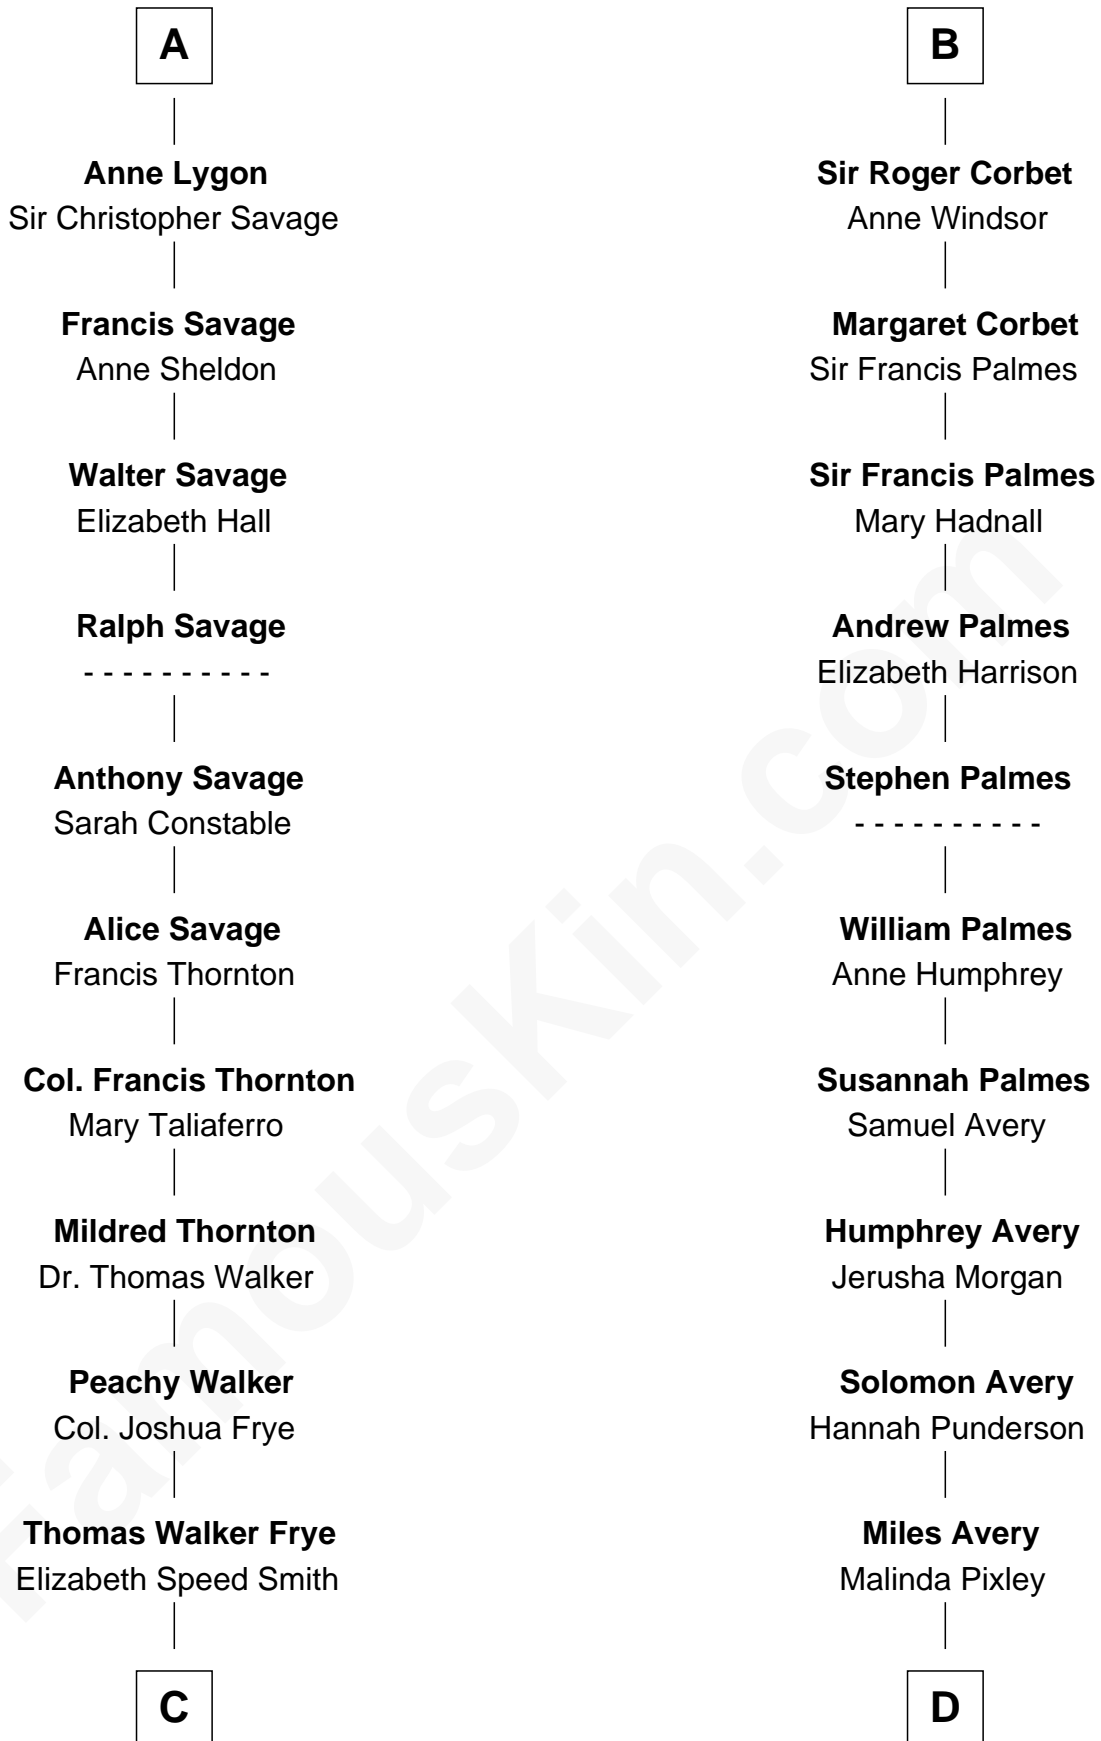 A
Anne Lygon
Sir Christopher Savage
Francis Savage
Anne Sheldon
Walter Savage
Elizabeth Hall
Ralph Savage
- - - - - - - - - -
Anthony Savage
Sarah Constable
Alice Savage
Francis Thornton
Col. Francis Thornton
Mary Taliaferro
Mildred Thornton
Dr. Thomas Walker
Peachy Walker
Col. Joshua Frye
Thomas Walker Frye
Elizabeth Speed Smith
C
B
Sir Roger Corbet
Anne Windsor
Margaret Corbet
Sir Francis Palmes
Sir Francis Palmes
Mary Hadnall
Andrew Palmes
Elizabeth Harrison
Stephen Palmes
- - - - - - - - - -
William Palmes
Anne Humphrey
Susannah Palmes
Samuel Avery
Humphrey Avery
Jerusha Morgan
Solomon Avery
Hannah Punderson
Miles Avery
Malinda Pixley
D
FamousKin.com